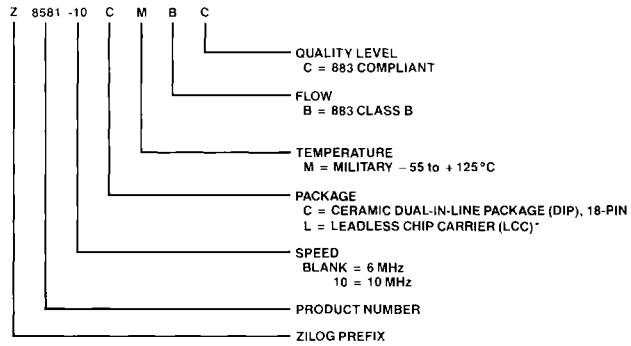 Z 8581 -10 C M B C
QUALITY LEVEL
C = 883 COMPLIANT
FLOW
B = 883 CLASS B
TEMPERATURE
M = MILITARY – 55 to + 125°C
PACKAGE
C = CERAMIC DUAL-IN-LINE PACKAGE (DIP), 18-PIN
L = LEADLESS CHIP CARRIER (LCC)*
SPEED
BLANK = 6 MHz
10 = 10 MHz
PRODUCT NUMBER
ZILOG PREFIX